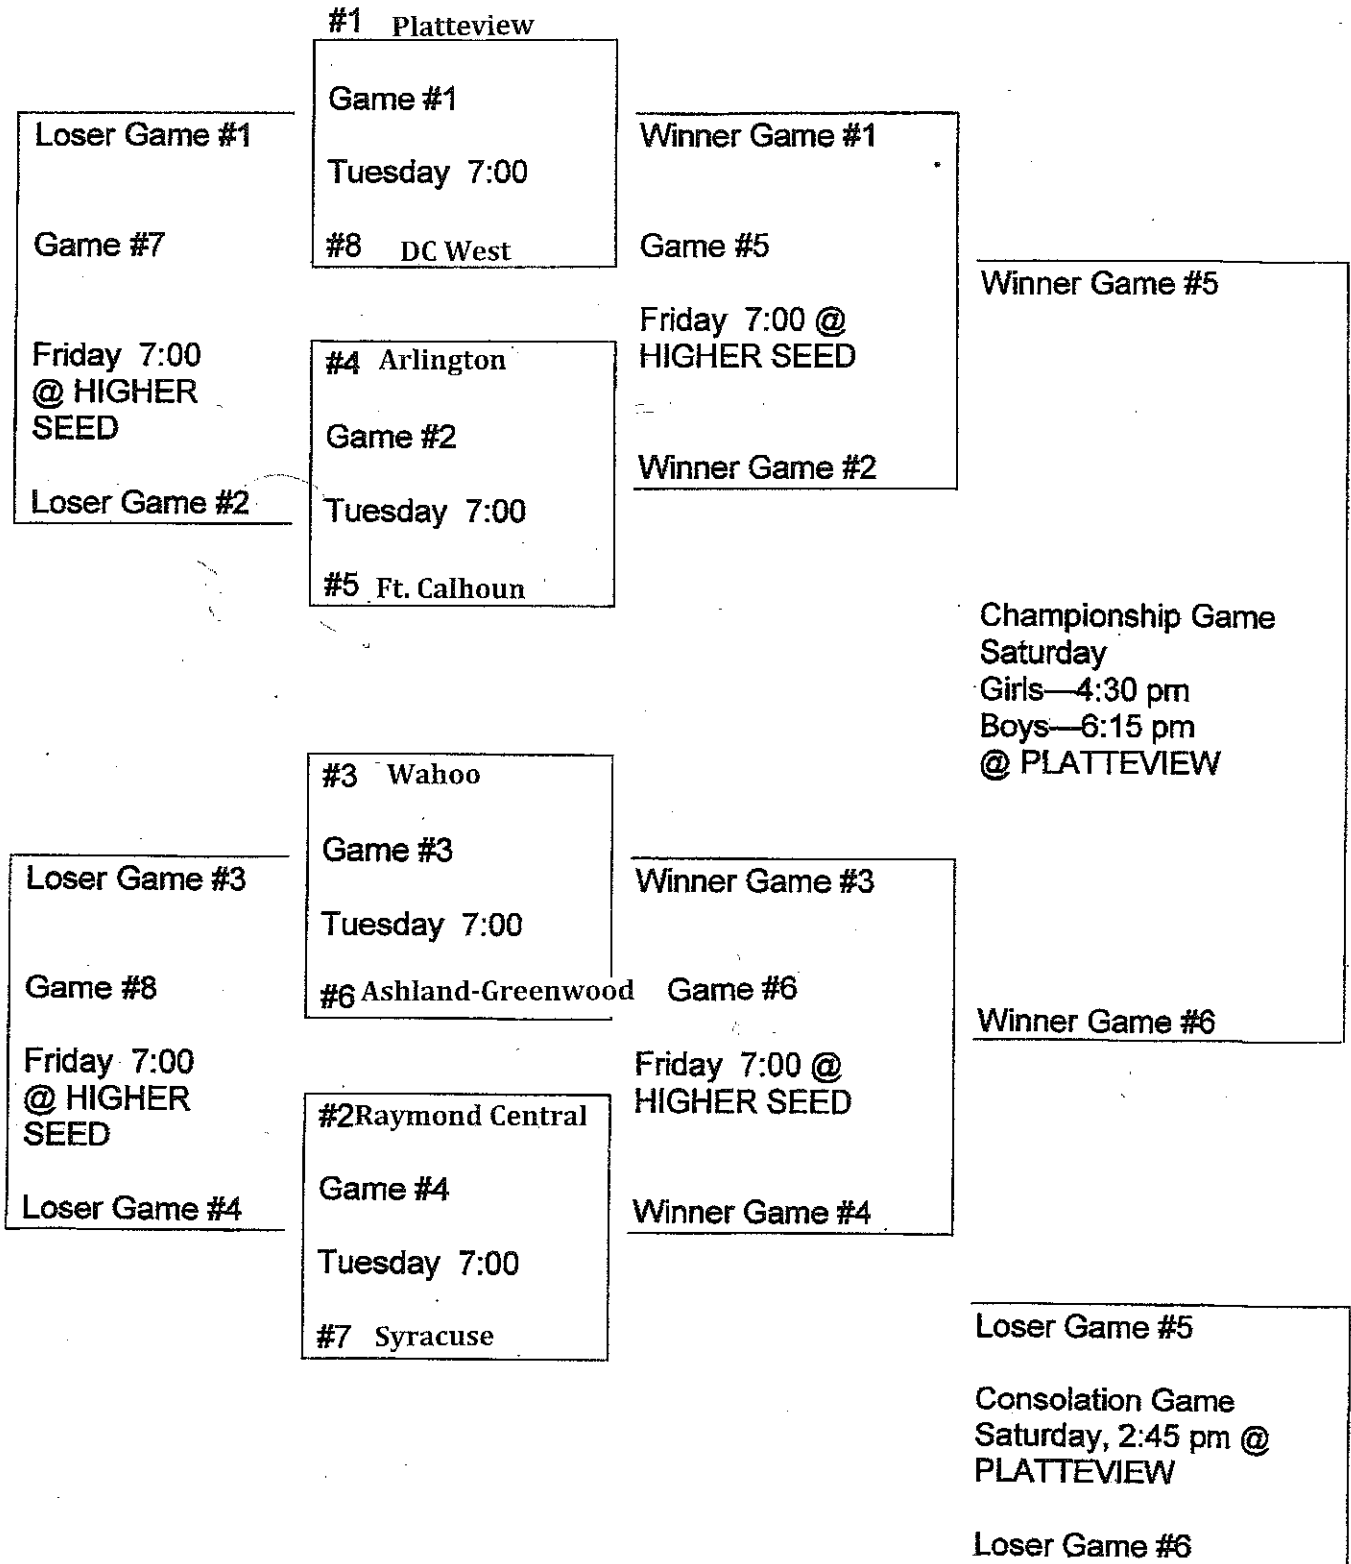 #1 Platteview
Game #1
Tuesday 7:00
#8 DC West
Loser Game #1
Game #7
Friday 7:00
@ HIGHER
SEED
Loser Game #2
#4 Arlington
Game #2
Tuesday 7:00
#5 Ft. Calhoun
Winner Game #1
Game #5
Friday 7:00 @
HIGHER SEED
Winner Game #2
Winner Game #5
Championship Game
Saturday
Girls—4:30 pm
Boys—6:15 pm
@ PLATTEVIEW
Winner Game #6
#3 Wahoo
Game #3
Tuesday 7:00
#6 Ashland-Greenwood
Loser Game #3
Game #8
Friday 7:00
@ HIGHER
SEED
Loser Game #4
#2Raymond Central
Game #4
Tuesday 7:00
#7 Syracuse
Winner Game #3
Game #6
Friday 7:00 @
HIGHER SEED
Winner Game #4
Loser Game #5
Consolation Game
Saturday, 2:45 pm @
PLATTEVIEW
Loser Game #6